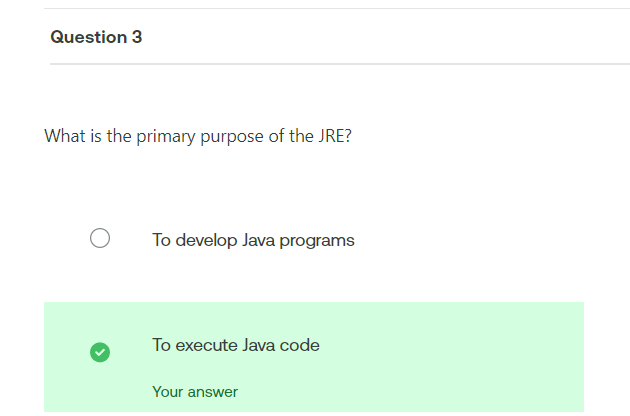 Question 3
What is the primary purpose of the JRE?
To develop Java programs
To execute Java code
Your answer